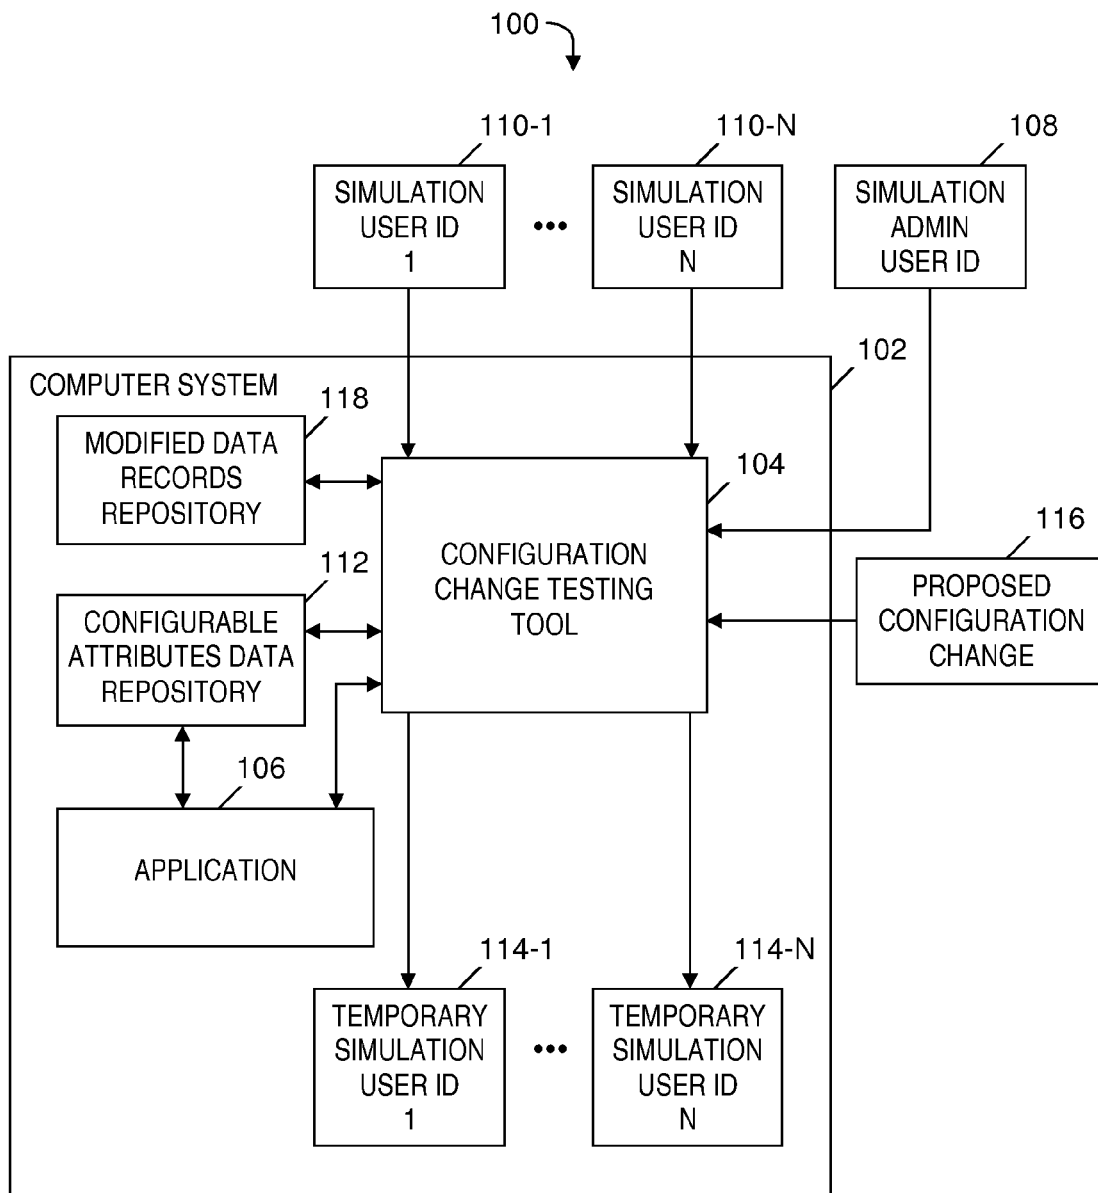 100
110-1
110-N
108
SIMULATION
USER ID
1
•••
SIMULATION
USER ID
N
SIMULATION
ADMIN
USER ID
102
COMPUTER SYSTEM
118
MODIFIED DATA
RECORDS
REPOSITORY
104
CONFIGURATION
CHANGE TESTING
TOOL
116
PROPOSED
CONFIGURATION
CHANGE
112
CONFIGURABLE
ATTRIBUTES DATA
REPOSITORY
106
APPLICATION
114-1
114-N
TEMPORARY
SIMULATION
USER ID
1
•••
TEMPORARY
SIMULATION
USER ID
N